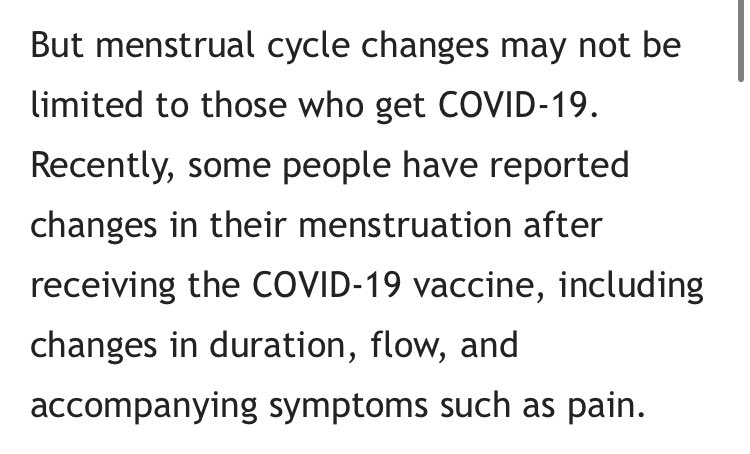 But menstrual cycle changes may not be
limited to those who get COVID-19.
Recently, some people have reported
changes in their menstruation after
receiving the COVID-19 vaccine, including
changes in duration, flow, and
accompanying symptoms such as pain.